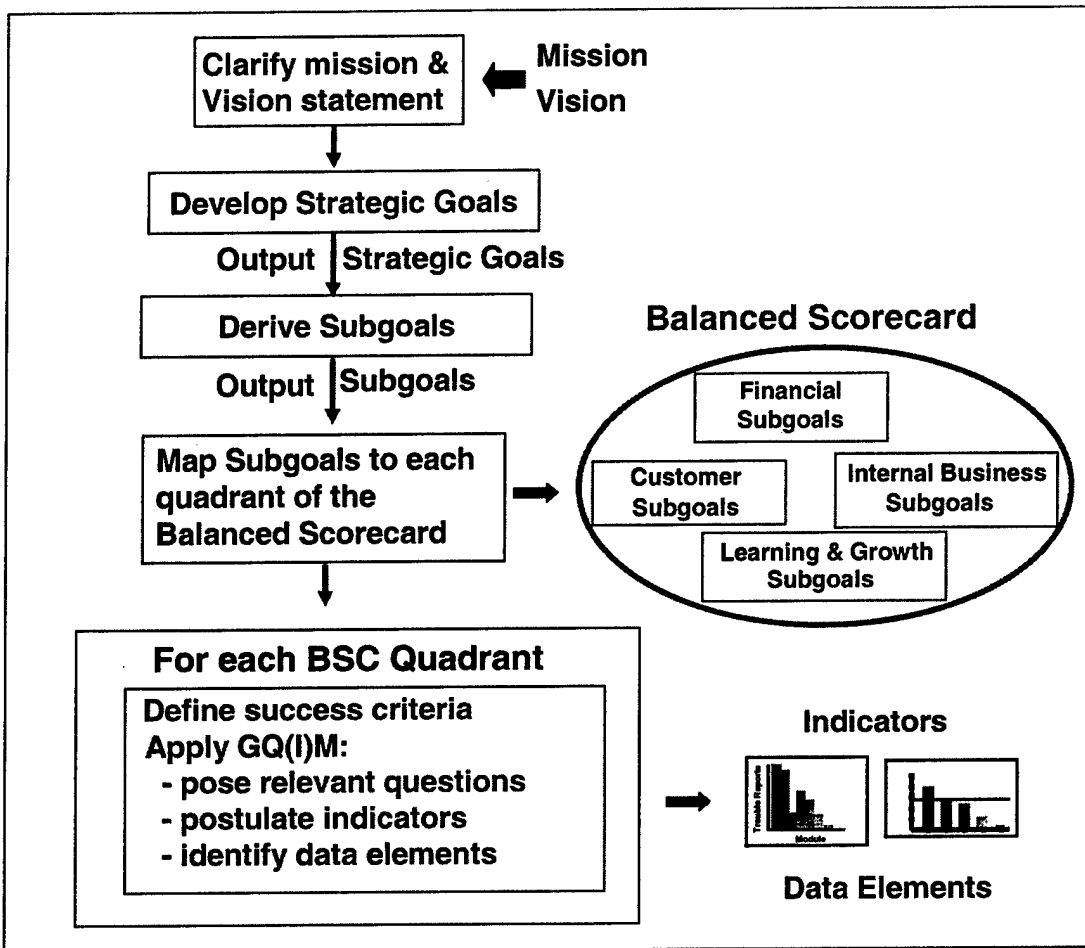 Clarify mission &
Vision statement
Mission
Vision
Develop Strategic Goals
Output Strategic Goals
Derive Subgoals
Output Subgoals
Map Subgoals to each
quadrant of the
Balanced Scorecard
Balanced Scorecard
Financial
Subgoals
Customer
Subgoals
Internal Business
Subgoals
Learning & Growth
Subgoals
For each BSC Quadrant
Define success criteria
Apply GQ(I)M:
- pose relevant questions
- postulate indicators
- identify data elements
Indicators
Trouble Reports
Module
Data Elements